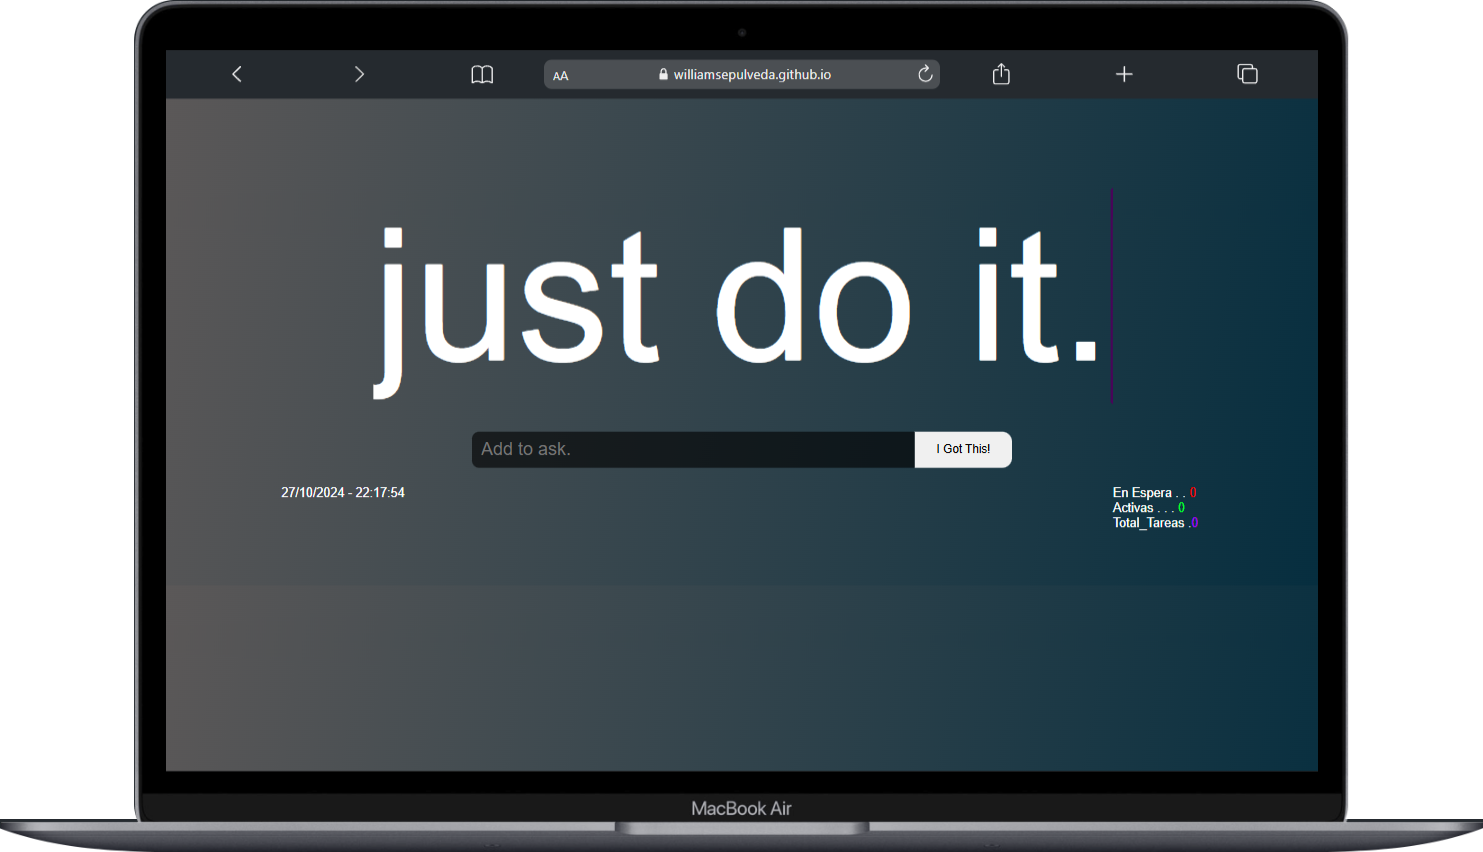 AA williamsepulveda.github.io
just do it.
Add to ask. I Got This!
27/10/2024 - 22:17:54
En Espera . . 0
Activas . . . 0
Total_Tareas .0
MacBook Air